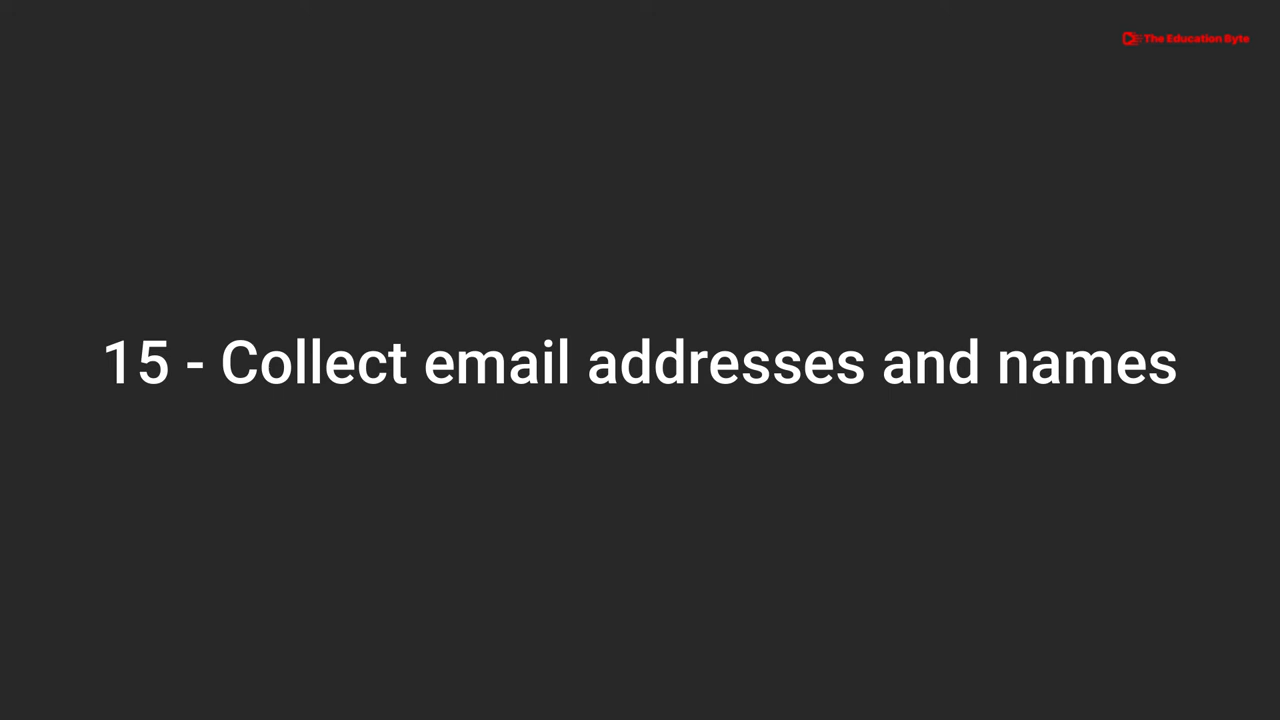 The Education Byte
15 - Collect email addresses and names